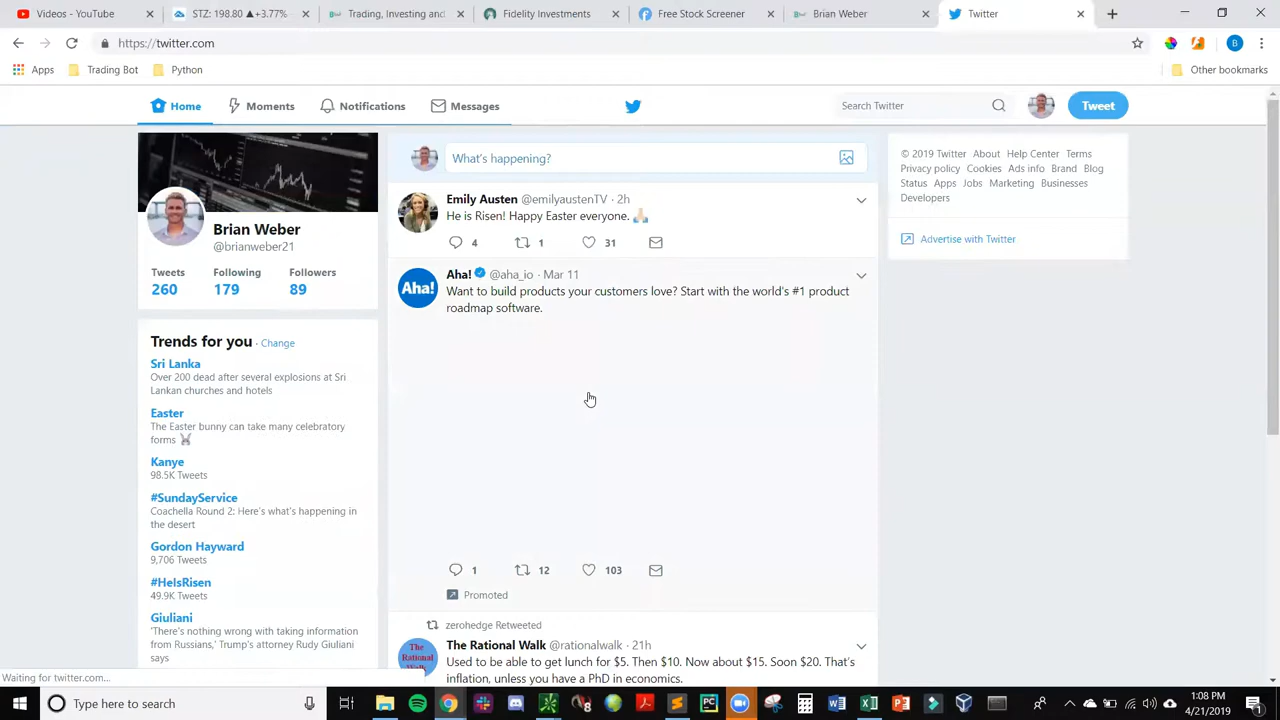 Videos - YouTube
STZ: 198.80 ▲+3.77%
Trading, Investing and
Fidelity Investments
Free Stock Screener
Brian Weber
Twitter
https://twitter.com
B
Apps
Trading Bot
Python
Other bookmarks
Home
Moments
Notifications
Messages
Search Twitter
Tweet
Brian Weber
@brianweber21
Tweets
Following
Followers
260
179
89
Trends for you · Change
Sri Lanka
Over 200 dead after several explosions at Sri
Lankan churches and hotels
Easter
The Easter bunny can take many celebratory
forms
Kanye
98.5K Tweets
#SundayService
Coachella Round 2: Here's what's happening in
the desert
Gordon Hayward
9,706 Tweets
#HeIsRisen
49.9K Tweets
Giuliani
'There's nothing wrong with taking information
from Russians,' Trump's attorney Rudy Giuliani
says
What's happening?
Emily Austen @emilyaustenTV · 2h
He is Risen! Happy Easter everyone. 🙏🏻
4 1 31
Aha! @aha_io · Mar 11
Aha!
Want to build products your customers love? Start with the world's #1 product
roadmap software.
1 12 103
Promoted
zerohedge Retweeted
The Rational Walk @rationalwalk · 21h
The
Rational
Walk
Used to be able to get lunch for $5. Then $10. Now about $15. Soon $20. That's
inflation, unless you have a PhD in economics.
© 2019 Twitter About Help Center Terms
Privacy policy Cookies Ads info Brand Blog
Status Apps Jobs Marketing Businesses
Developers
Advertise with Twitter
Waiting for twitter.com...
Type here to search
1:08 PM
4/21/2019